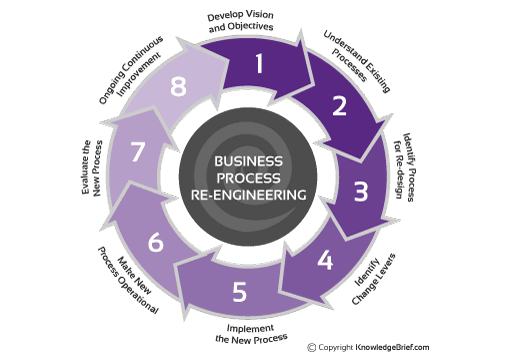 Develop Vision
and Objectives
1
Understand Existing
Processes
2
Identify Process
for Re-design
3
Identify
Change Levers
4
Implement
the New Process
5
Make New
Process Operational
6
Evaluate the
New Process
7
Ongoing Continuous
Improvement
8
BUSINESS
PROCESS
RE-ENGINEERING
© Copyright KnowledgeBrief.com